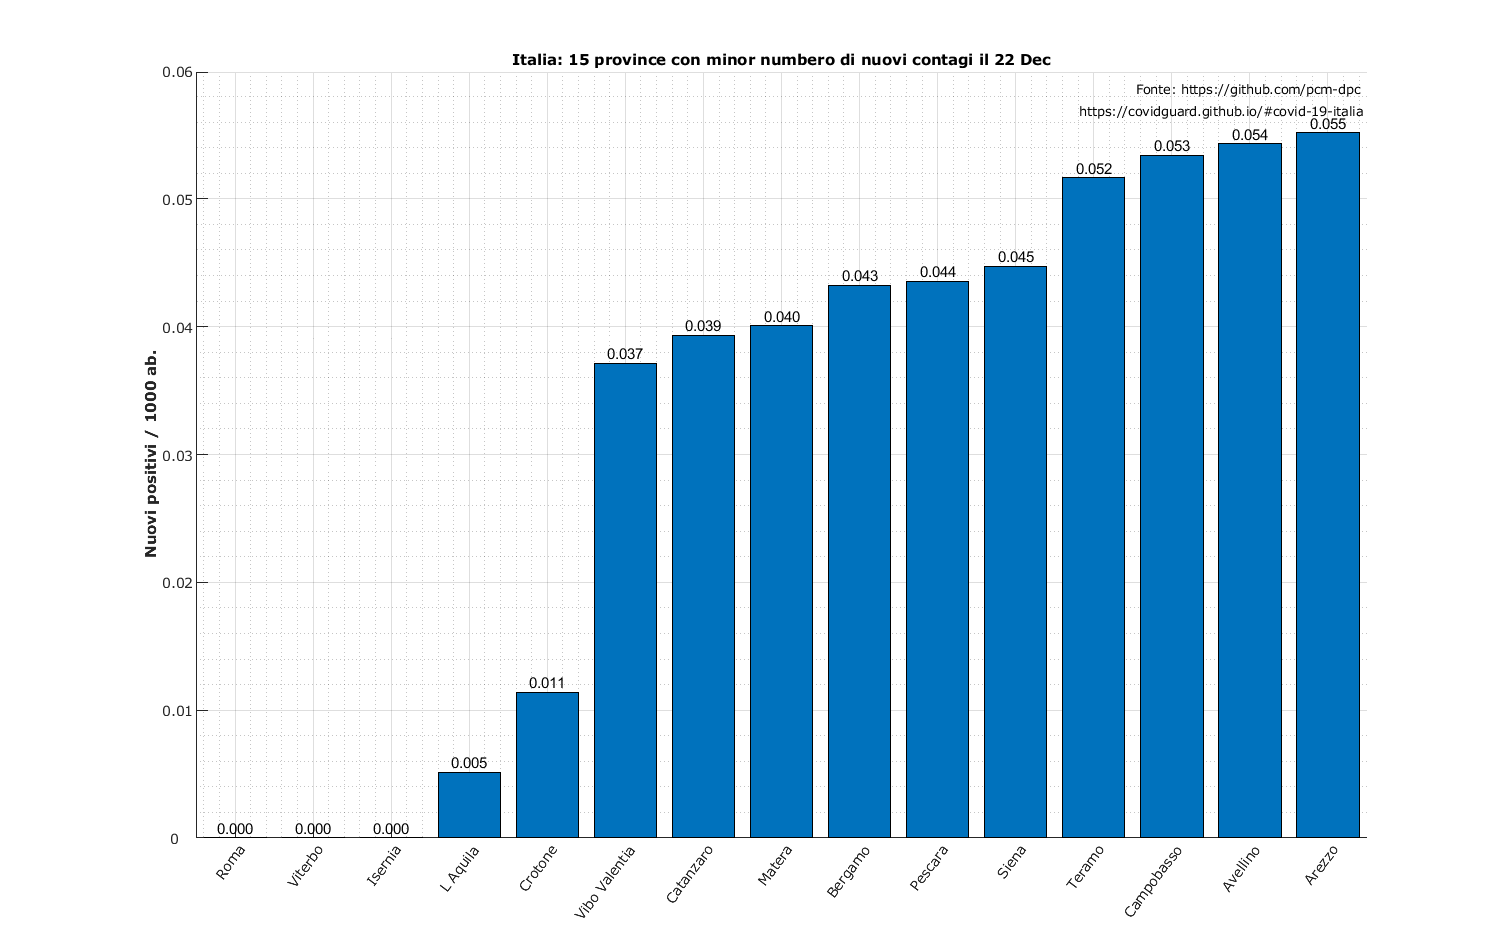 Italia: 15 province con minor numbero di nuovi contagi il 22 Dec
Fonte: https://github.com/pcm-dpc
https://covidguard.github.io/#covid-19-italia
Nuovi positivi / 1000 ab.
0.06
0.05
0.04
0.03
0.02
0.01
0
0.000
0.000
0.000
0.005
0.011
0.037
0.039
0.040
0.043
0.044
0.045
0.052
0.053
0.054
0.055
Roma
Viterbo
Isernia
L Aquila
Crotone
Vibo Valentia
Catanzaro
Matera
Bergamo
Pescara
Siena
Teramo
Campobasso
Avellino
Arezzo